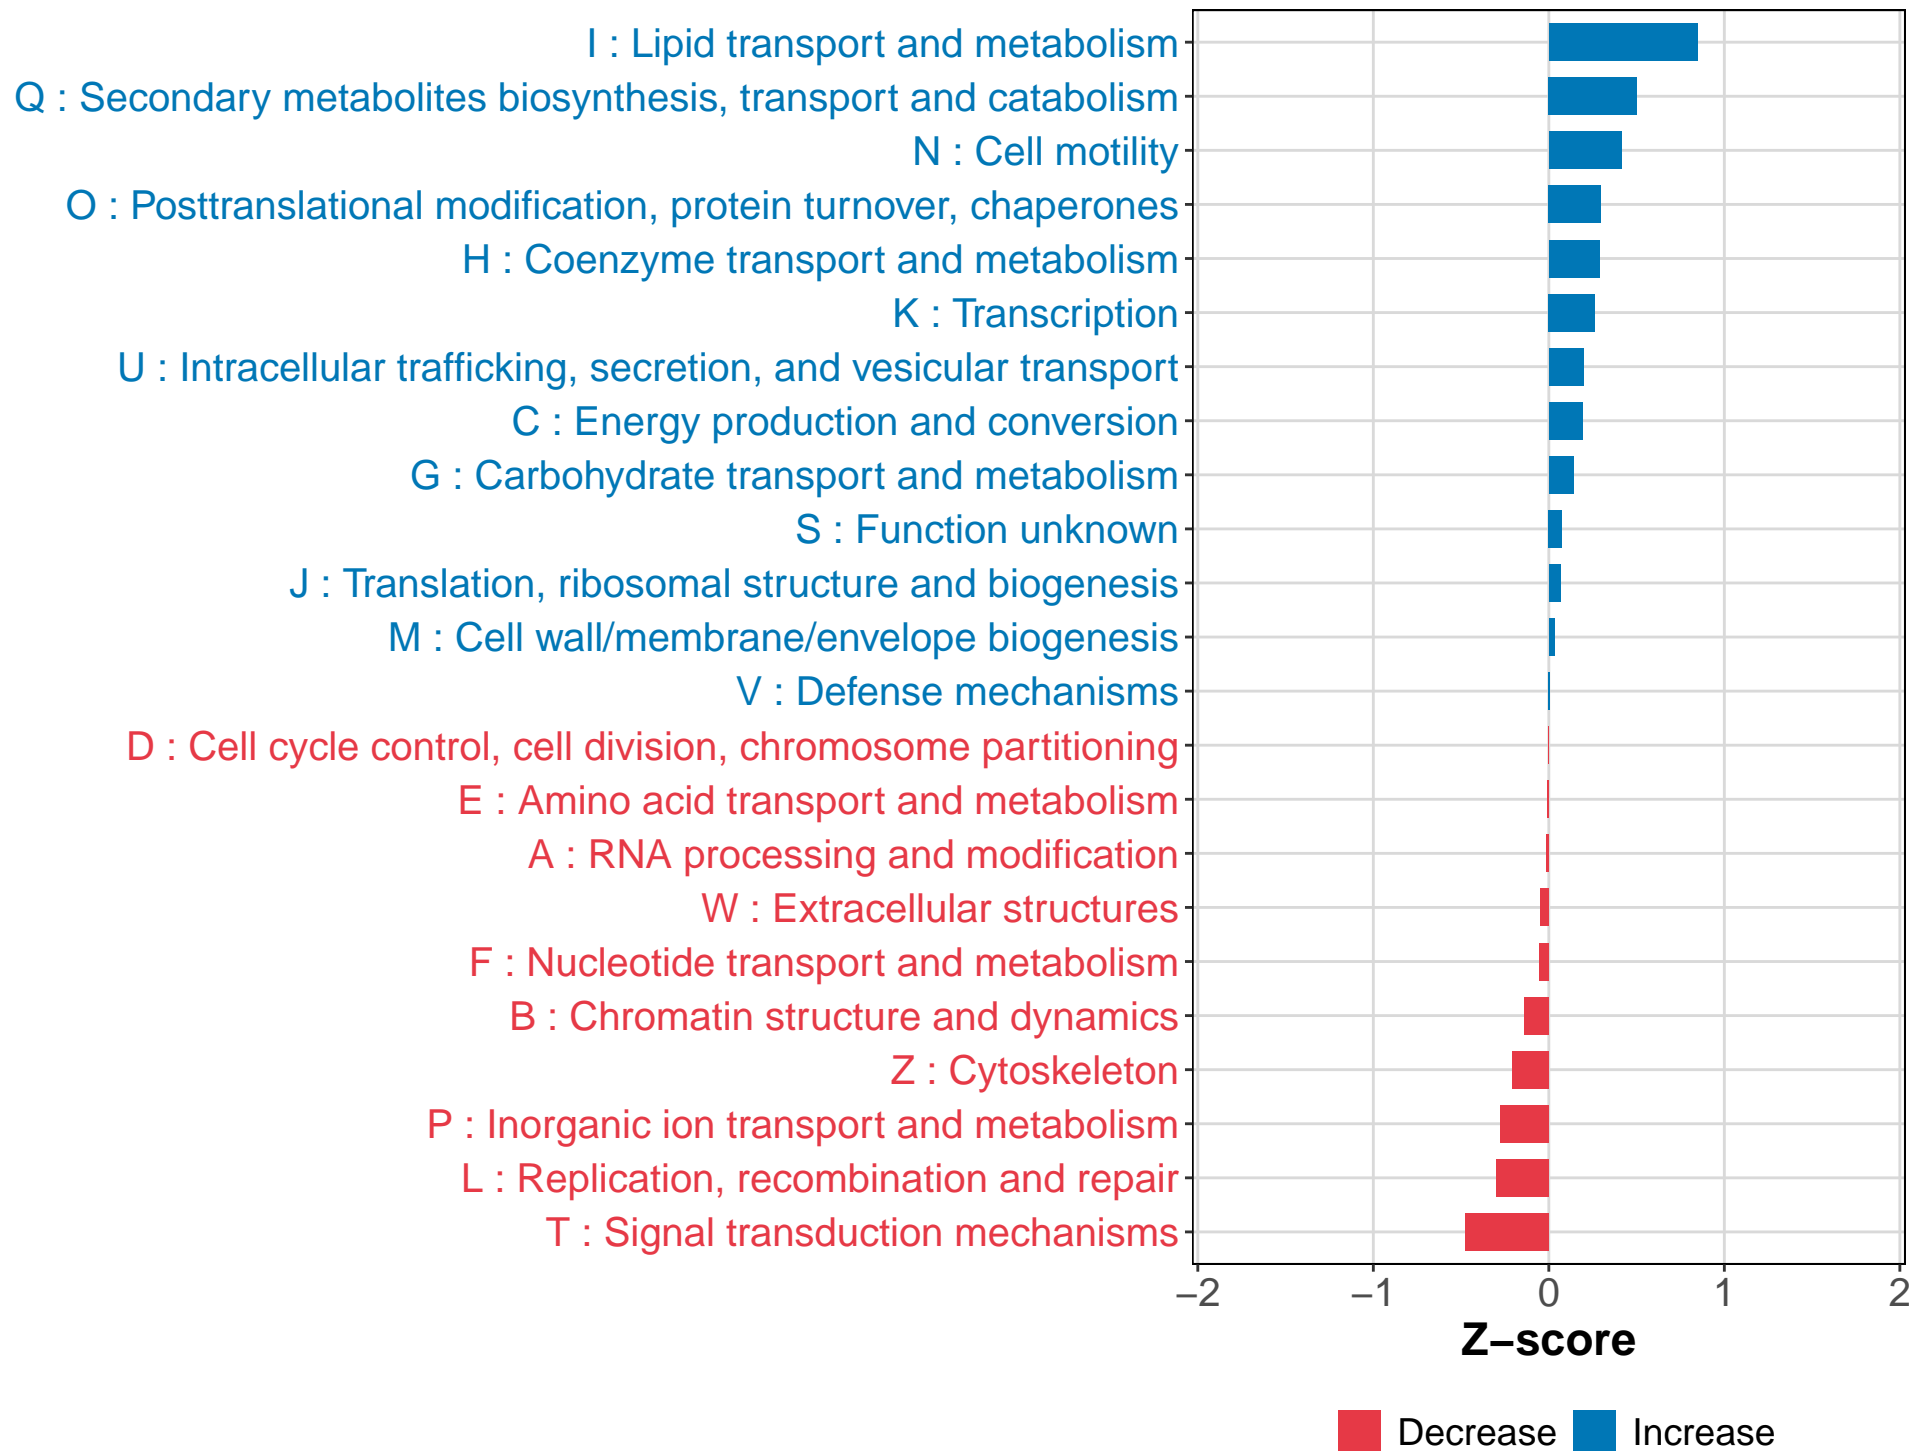 I : Lipid transport and metabolism
Q : Secondary metabolites biosynthesis, transport and catabolism
N : Cell motility
O : Posttranslational modification, protein turnover, chaperones
H : Coenzyme transport and metabolism
K : Transcription
U : Intracellular trafficking, secretion, and vesicular transport
C : Energy production and conversion
G : Carbohydrate transport and metabolism
S : Function unknown
J : Translation, ribosomal structure and biogenesis
M : Cell wall/membrane/envelope biogenesis
V : Defense mechanisms
D : Cell cycle control, cell division, chromosome partitioning
E : Amino acid transport and metabolism
A : RNA processing and modification
W : Extracellular structures
F : Nucleotide transport and metabolism
B : Chromatin structure and dynamics
Z : Cytoskeleton
P : Inorganic ion transport and metabolism
L : Replication, recombination and repair
T : Signal transduction mechanisms
−2 −1 0 1 2
Z−score
Decrease Increase